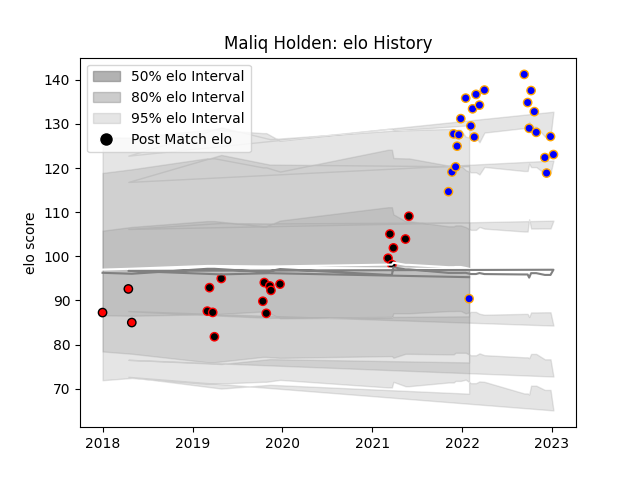 Maliq Holden: elo History
50% elo Interval
80% elo Interval
95% elo Interval
Post Match elo
elo score
140
130
120
110
100
90
80
70
2018 2019 2020 2021 2022 2023